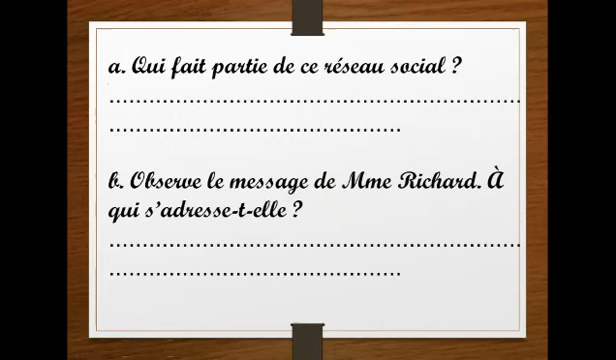 a. Qui fait partie de ce réseau social ?
................................................................................
.........................................................
b. Observe le message de Mme Richard. À
qui s'adresse-t-elle ?
................................................................................
.........................................................